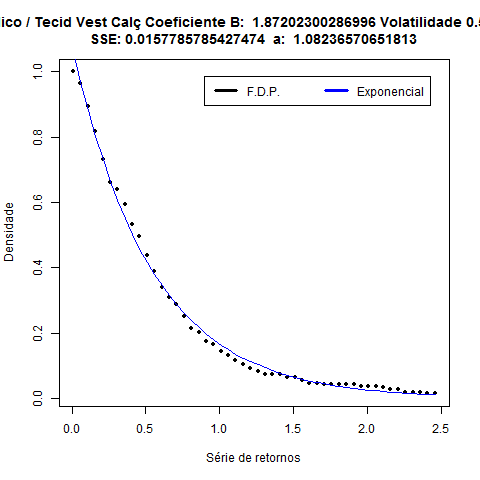 ico / Tecid Vest Calç Coeficiente B:  1.87202300286996 Volatilidade 0.5
SSE: 0.0157785785427474  a:  1.08236570651813
F.D.P.
Exponencial
Densidade
1.0
0.8
0.6
0.4
0.2
0.0
0.0 0.5 1.0 1.5 2.0 2.5
Série de retornos